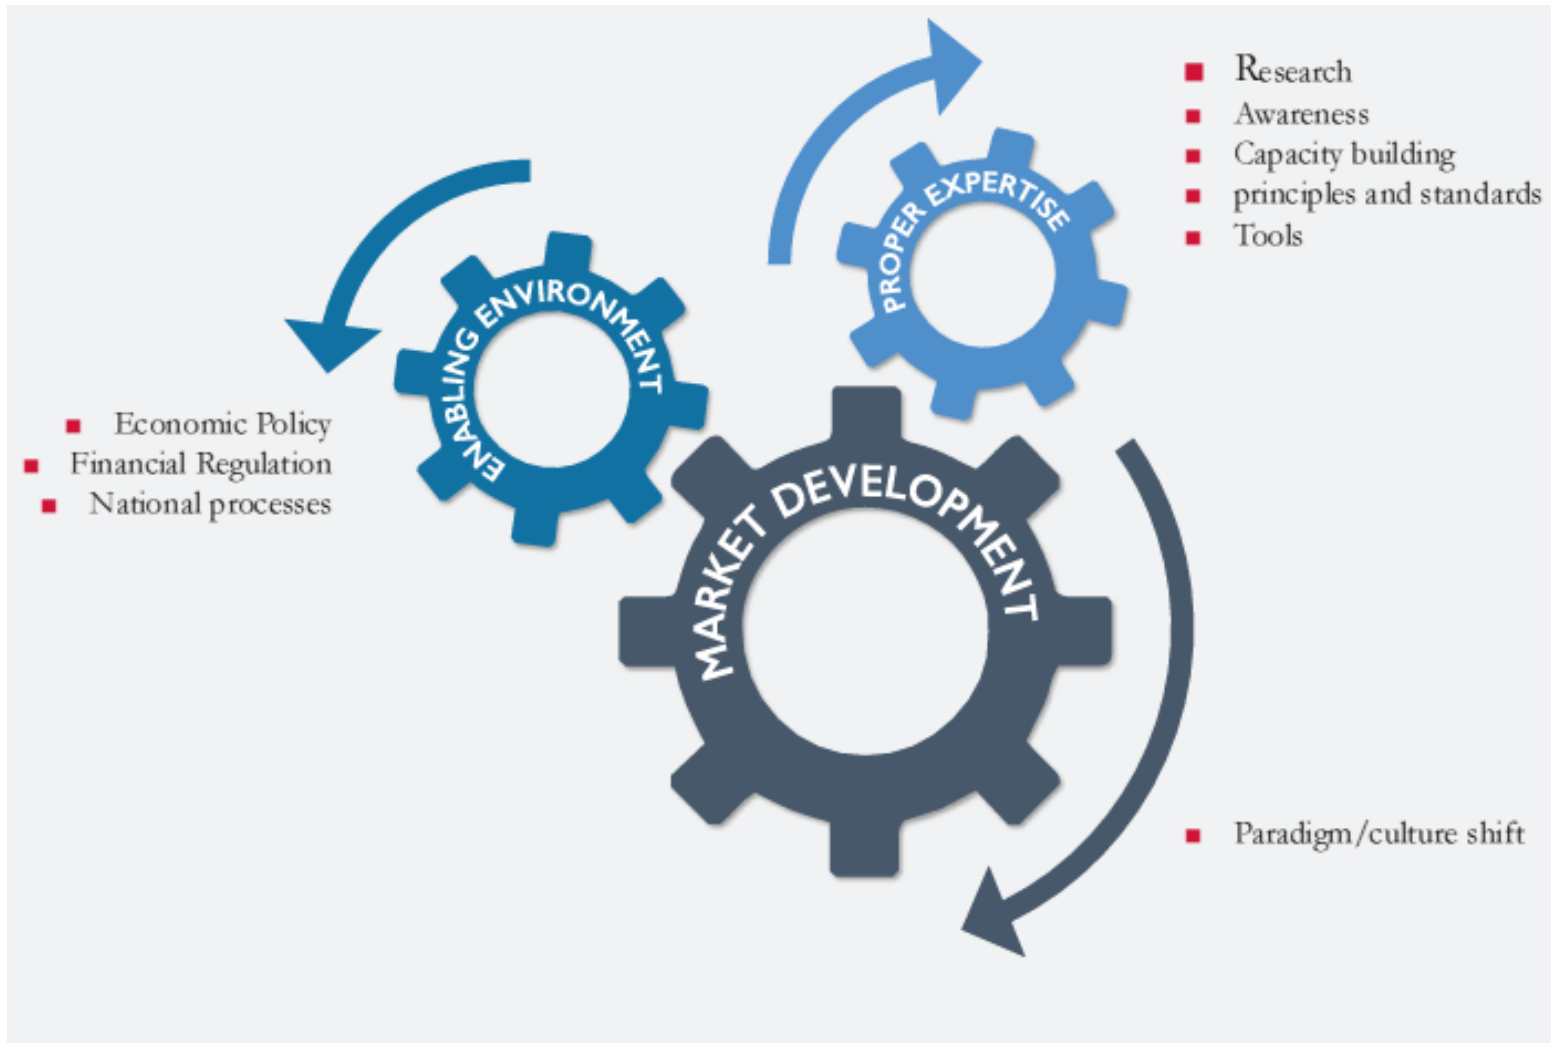 Research
Awareness
Capacity building
principles and standards
Tools
PROPER EXPERTISE
ENABLING ENVIRONMENT
Economic Policy
Financial Regulation
National processes
MARKET DEVELOPMENT
Paradigm/culture shift